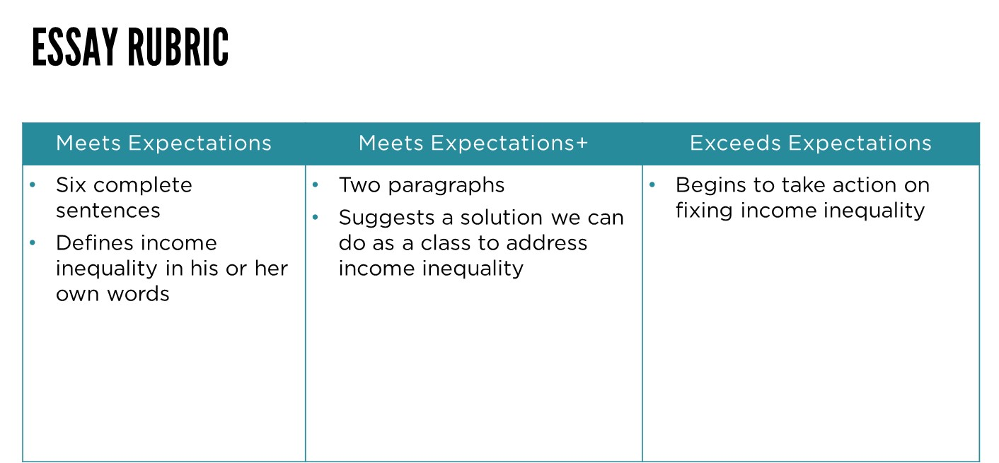 ESSAY RUBRIC
Meets Expectations
Meets Expectations+
Exceeds Expectations
• Six complete
sentences
• Defines income
inequality in his or her
own words
• Two paragraphs
• Suggests a solution we can
do as a class to address
income inequality
• Begins to take action on
fixing income inequality